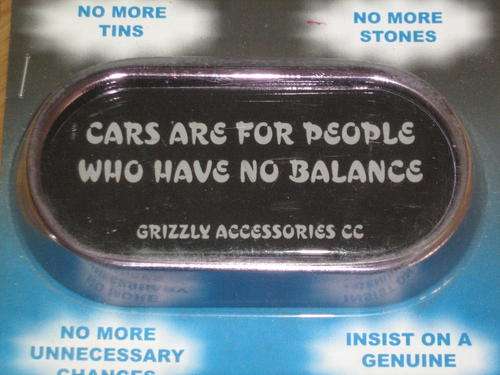 NO MORE
TINS
NO MORE
STONES
CARS ARE FOR PEOPLE
WHO HAVE NO BALANCE
GRIZZLY ACCESSORIES CC
NO MORE
UNNECESSARY
CHANGES
INSIST ON A
GENUINE